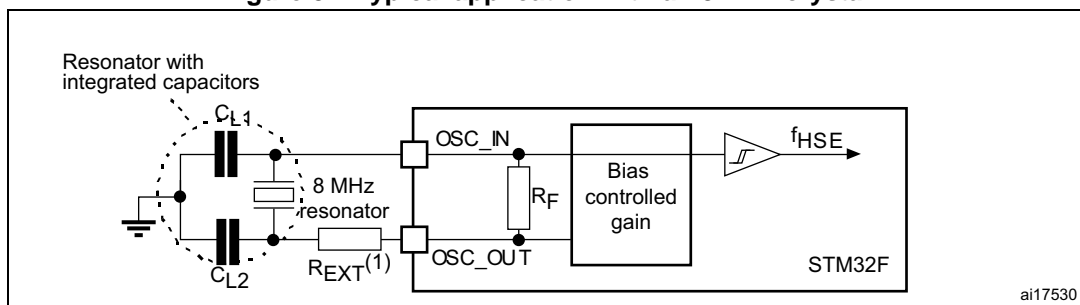 Resonator with
integrated capacitors
CL1
OSC_IN
fHSE
8 MHz
resonator
RF
Bias
controlled
gain
REXT(1)
OSC_OUT
CL2
STM32F
ai17530